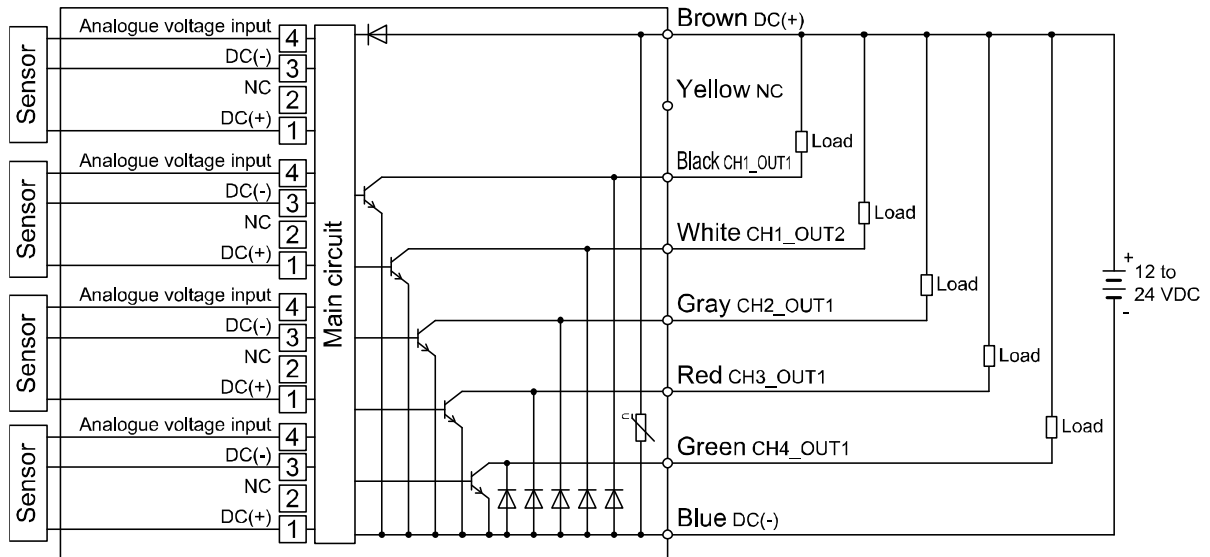 Sensor
Analogue voltage input 4
DC(-) 3
NC 2
DC(+) 1
Sensor
Analogue voltage input 4
DC(-) 3
NC 2
DC(+) 1
Sensor
Analogue voltage input 4
DC(-) 3
NC 2
DC(+) 1
Sensor
Analogue voltage input 4
DC(-) 3
NC 2
DC(+) 1
Main circuit
Brown DC(+)
Yellow NC
Black CH1_OUT1
White CH1_OUT2
Gray CH2_OUT1
Red CH3_OUT1
Green CH4_OUT1
Blue DC(-)
Load
Load
Load
Load
Load
+
12 to
24 VDC
-